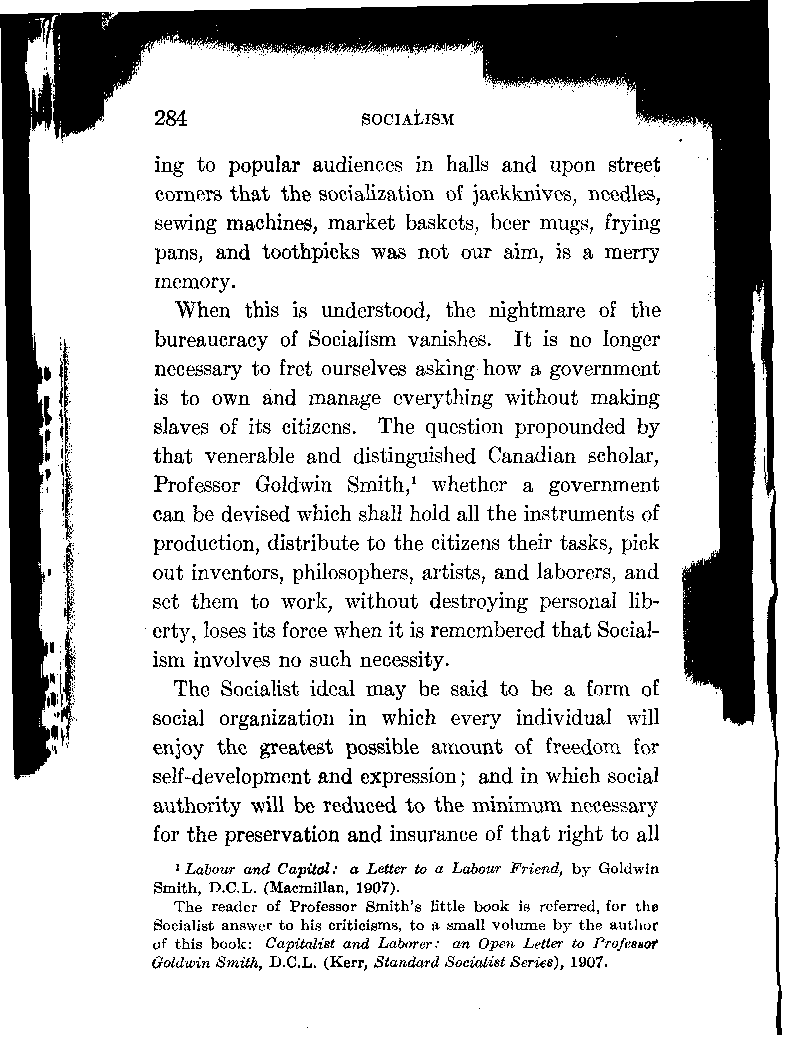 284 SOCIALISM
ing to popular audiences in halls and upon street
corners that the socialization of jackknives, needles,
sewing machines, market baskets, beer mugs, frying
pans, and toothpicks was not our aim, is a merry
memory.
When this is understood, the nightmare of the
bureaucracy of Socialism vanishes. It is no longer
necessary to fret ourselves asking how a government
is to own and manage everything without making
slaves of its citizens. The question propounded by
that venerable and distinguished Canadian scholar,
Professor Goldwin Smith,¹ whether a government
can be devised which shall hold all the instruments of
production, distribute to the citizens their tasks, pick
out inventors, philosophers, artists, and laborers, and
set them to work, without destroying personal lib-
erty, loses its force when it is remembered that Social-
ism involves no such necessity.
The Socialist ideal may be said to be a form of
social organization in which every individual will
enjoy the greatest possible amount of freedom for
self-development and expression; and in which social
authority will be reduced to the minimum necessary
for the preservation and insurance of that right to all
¹ Labour and Capital: a Letter to a Labour Friend, by Goldwin
Smith, D.C.L. (Macmillan, 1907).
The reader of Professor Smith's little book is referred, for the
Socialist answer to his criticisms, to a small volume by the author
of this book: Capitalist and Laborer: an Open Letter to Professor
Goldwin Smith, D.C.L. (Kerr, Standard Socialist Series), 1907.